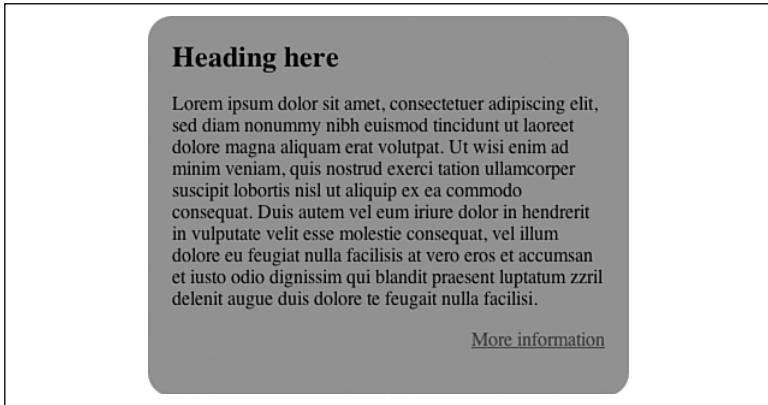 Heading here
Lorem ipsum dolor sit amet, consectetuer adipiscing elit,
sed diam nonummy nibh euismod tincidunt ut laoreet
dolore magna aliquam erat volutpat. Ut wisi enim ad
minim veniam, quis nostrud exerci tation ullamcorper
suscipit lobortis nisl ut aliquip ex ea commodo
consequat. Duis autem vel eum iriure dolor in hendrerit
in vulputate velit esse molestie consequat, vel illum
dolore eu feugiat nulla facilisis at vero eros et accumsan
et iusto odio dignissim qui blandit praesent luptatum zzril
delenit augue duis dolore te feugait nulla facilisi.
More information